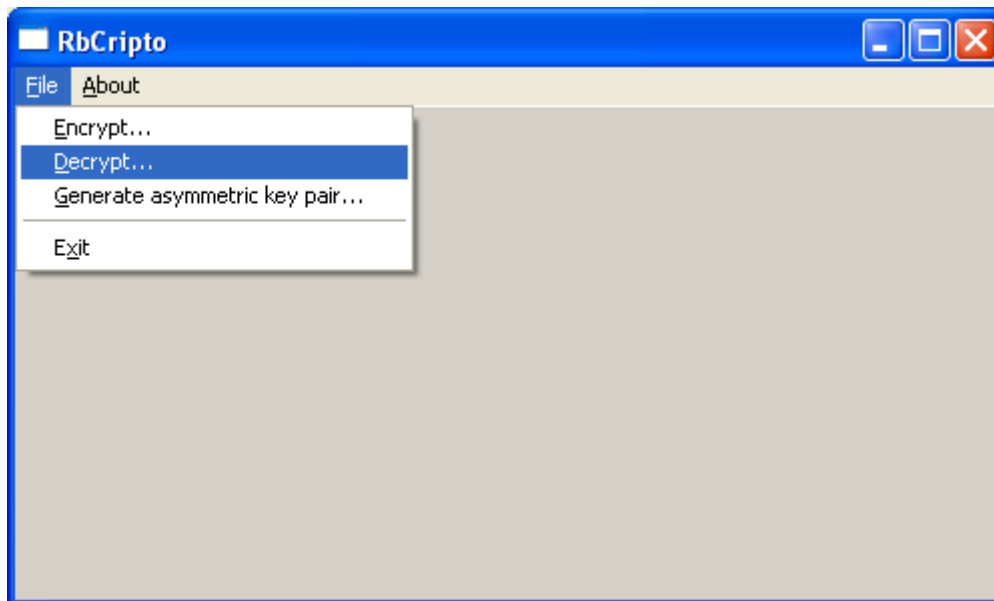 RbCripto
File About
Encrypt...
Decrypt...
Generate asymmetric key pair...
Exit